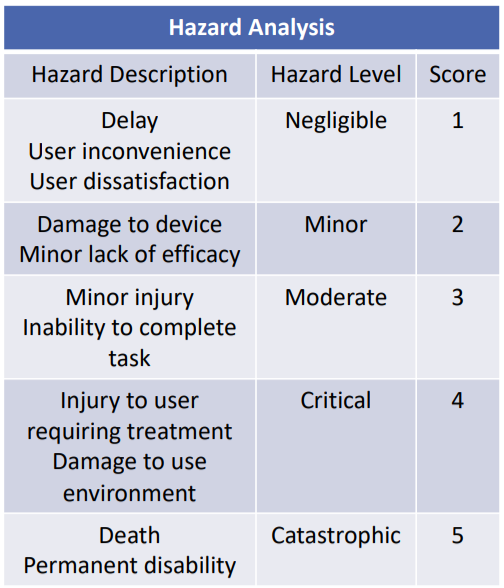 Hazard Analysis
Hazard Description Hazard Level Score
Delay Negligible 1
User inconvenience
User dissatisfaction
Damage to device Minor 2
Minor lack of efficacy
Minor injury Moderate 3
Inability to complete
task
Injury to user Critical 4
requiring treatment
Damage to use
environment
Death Catastrophic 5
Permanent disability